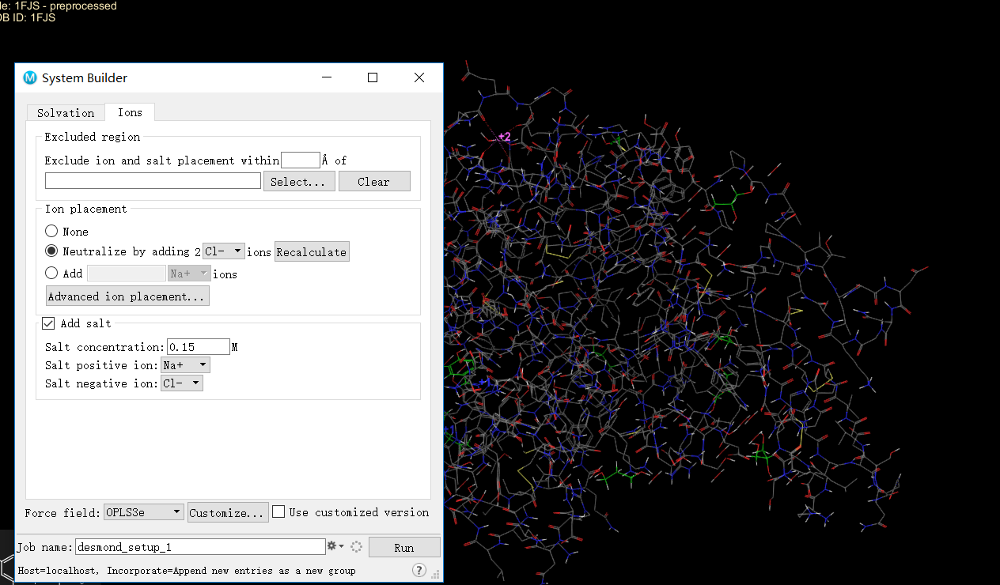 le: 1FJS - preprocessed
DB ID: 1FJS
System Builder
Solvation Ions
Excluded region
Exclude ion and salt placement within Å of
Select... Clear
Ion placement
None
Neutralize by adding 2 Cl- ions Recalculate
Add Na+ ions
Advanced ion placement...
Add salt
Salt concentration: 0.15 M
Salt positive ion: Na+
Salt negative ion: Cl-
Force field: OPLS3e Customize... Use customized version
Job name: desmond_setup_1 Run
Host=localhost, Incorporate=Append new entries as a new group ?
+2
+1